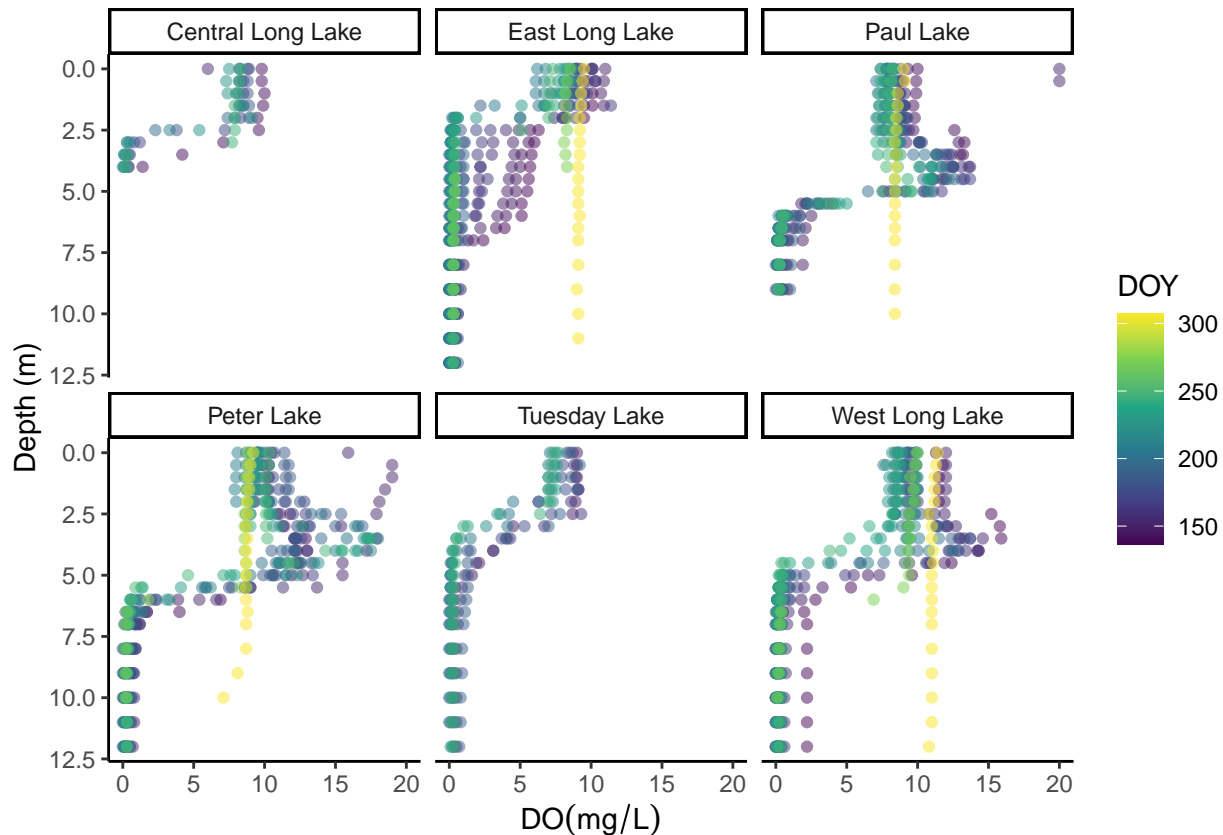 Central Long Lake
East Long Lake
Paul Lake
0.0
2.5
5.0
7.5
10.0
12.5
Peter Lake
Tuesday Lake
West Long Lake
0.0
2.5
5.0
7.5
10.0
12.5
0 5 10 15 20
0 5 10 15 20
0 5 10 15 20
Depth (m)
DO(mg/L)
DOY
300
250
200
150